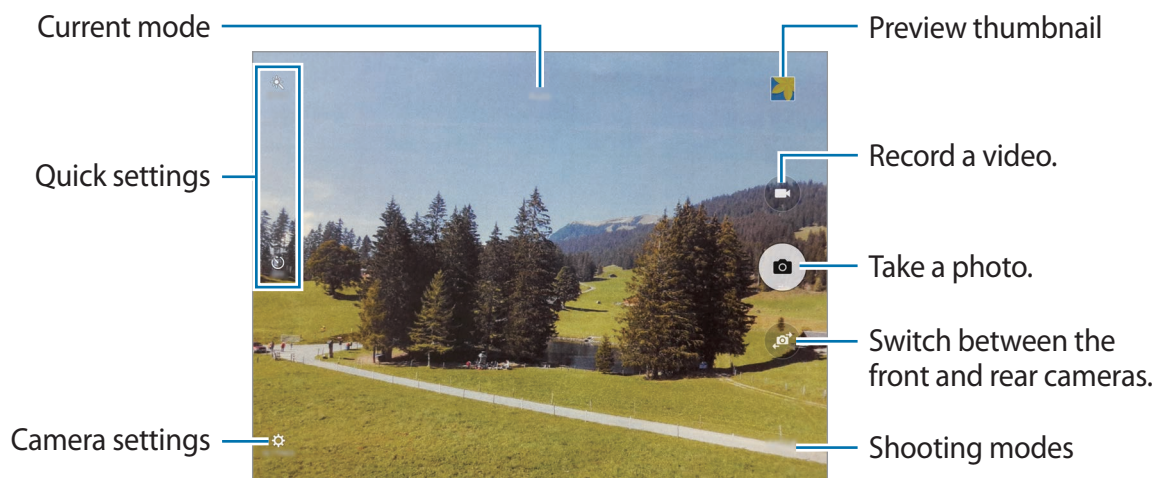 Current mode
Preview thumbnail
Quick settings
Record a video.
Take a photo.
Switch between the
front and rear cameras.
Camera settings
Shooting modes